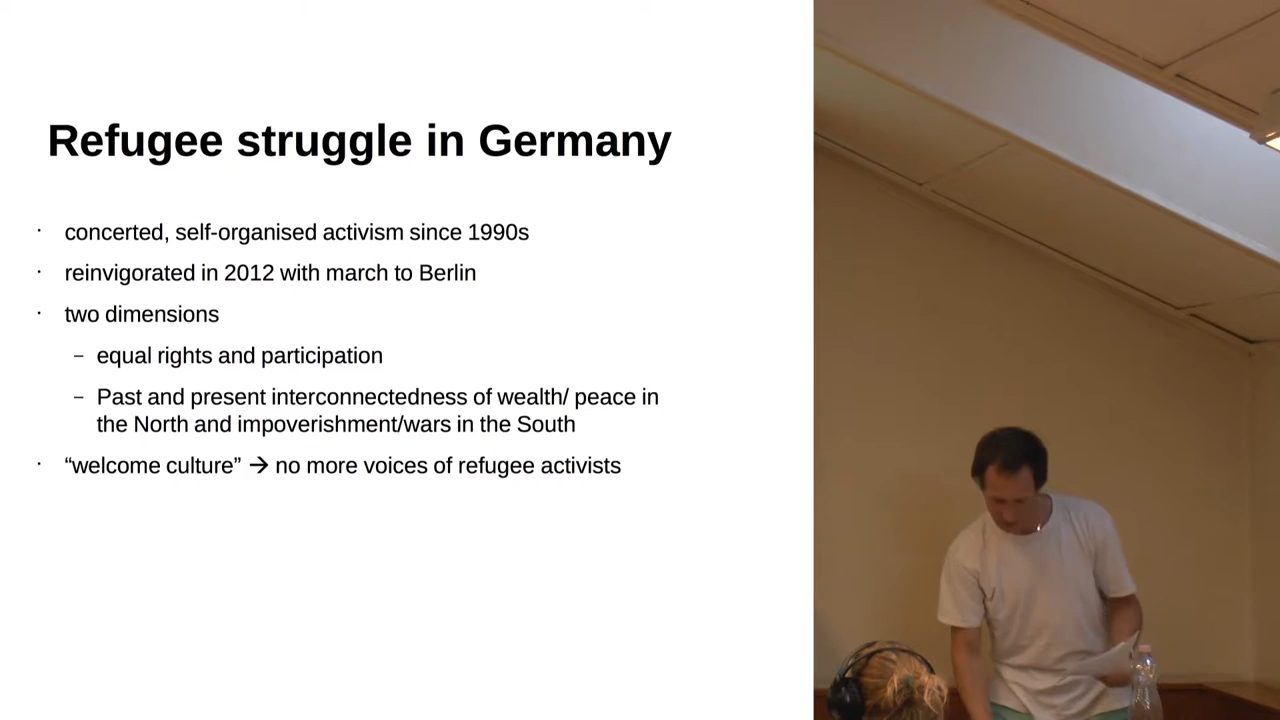 Refugee struggle in Germany
· concerted, self-organised activism since 1990s
· reinvigorated in 2012 with march to Berlin
· two dimensions
– equal rights and participation
– Past and present interconnectedness of wealth/ peace in
the North and impoverishment/wars in the South
· “welcome culture” → no more voices of refugee activists